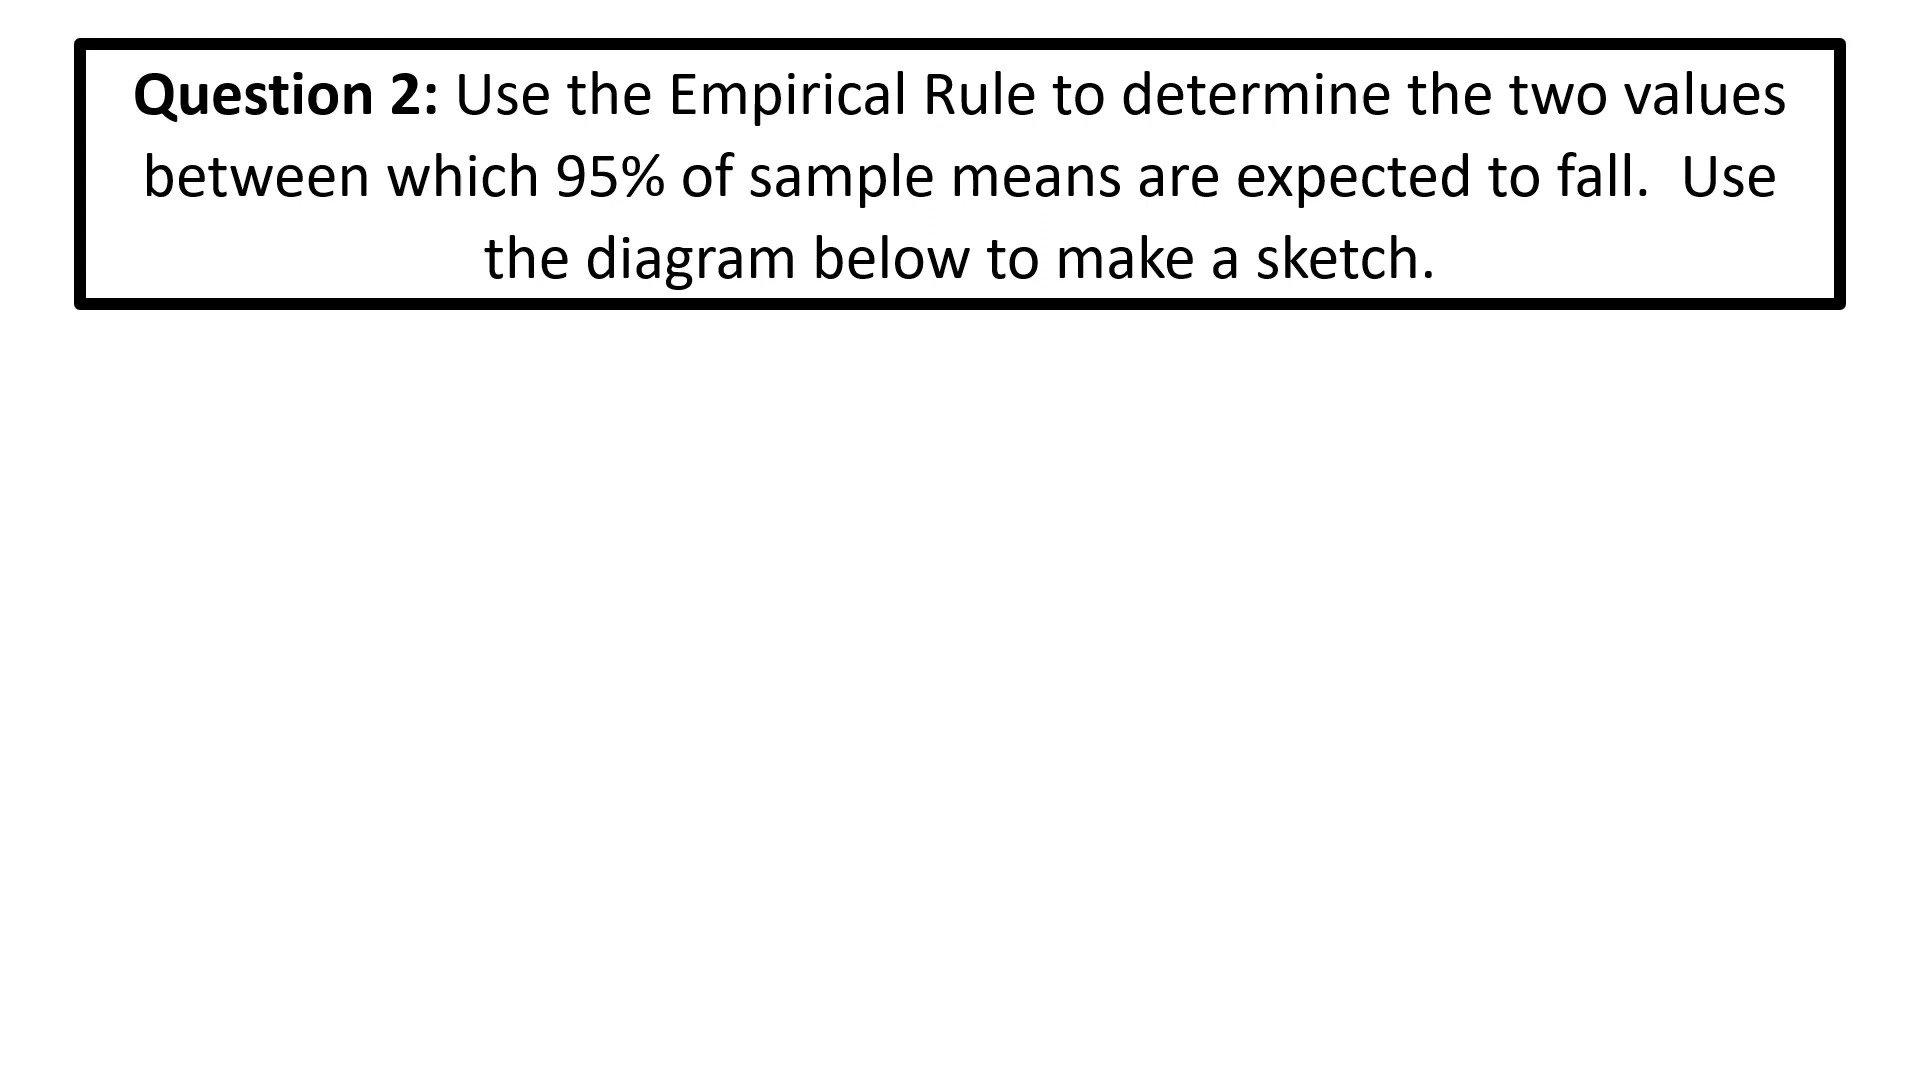 Question 2: Use the Empirical Rule to determine the two values
between which 95% of sample means are expected to fall.  Use
the diagram below to make a sketch.